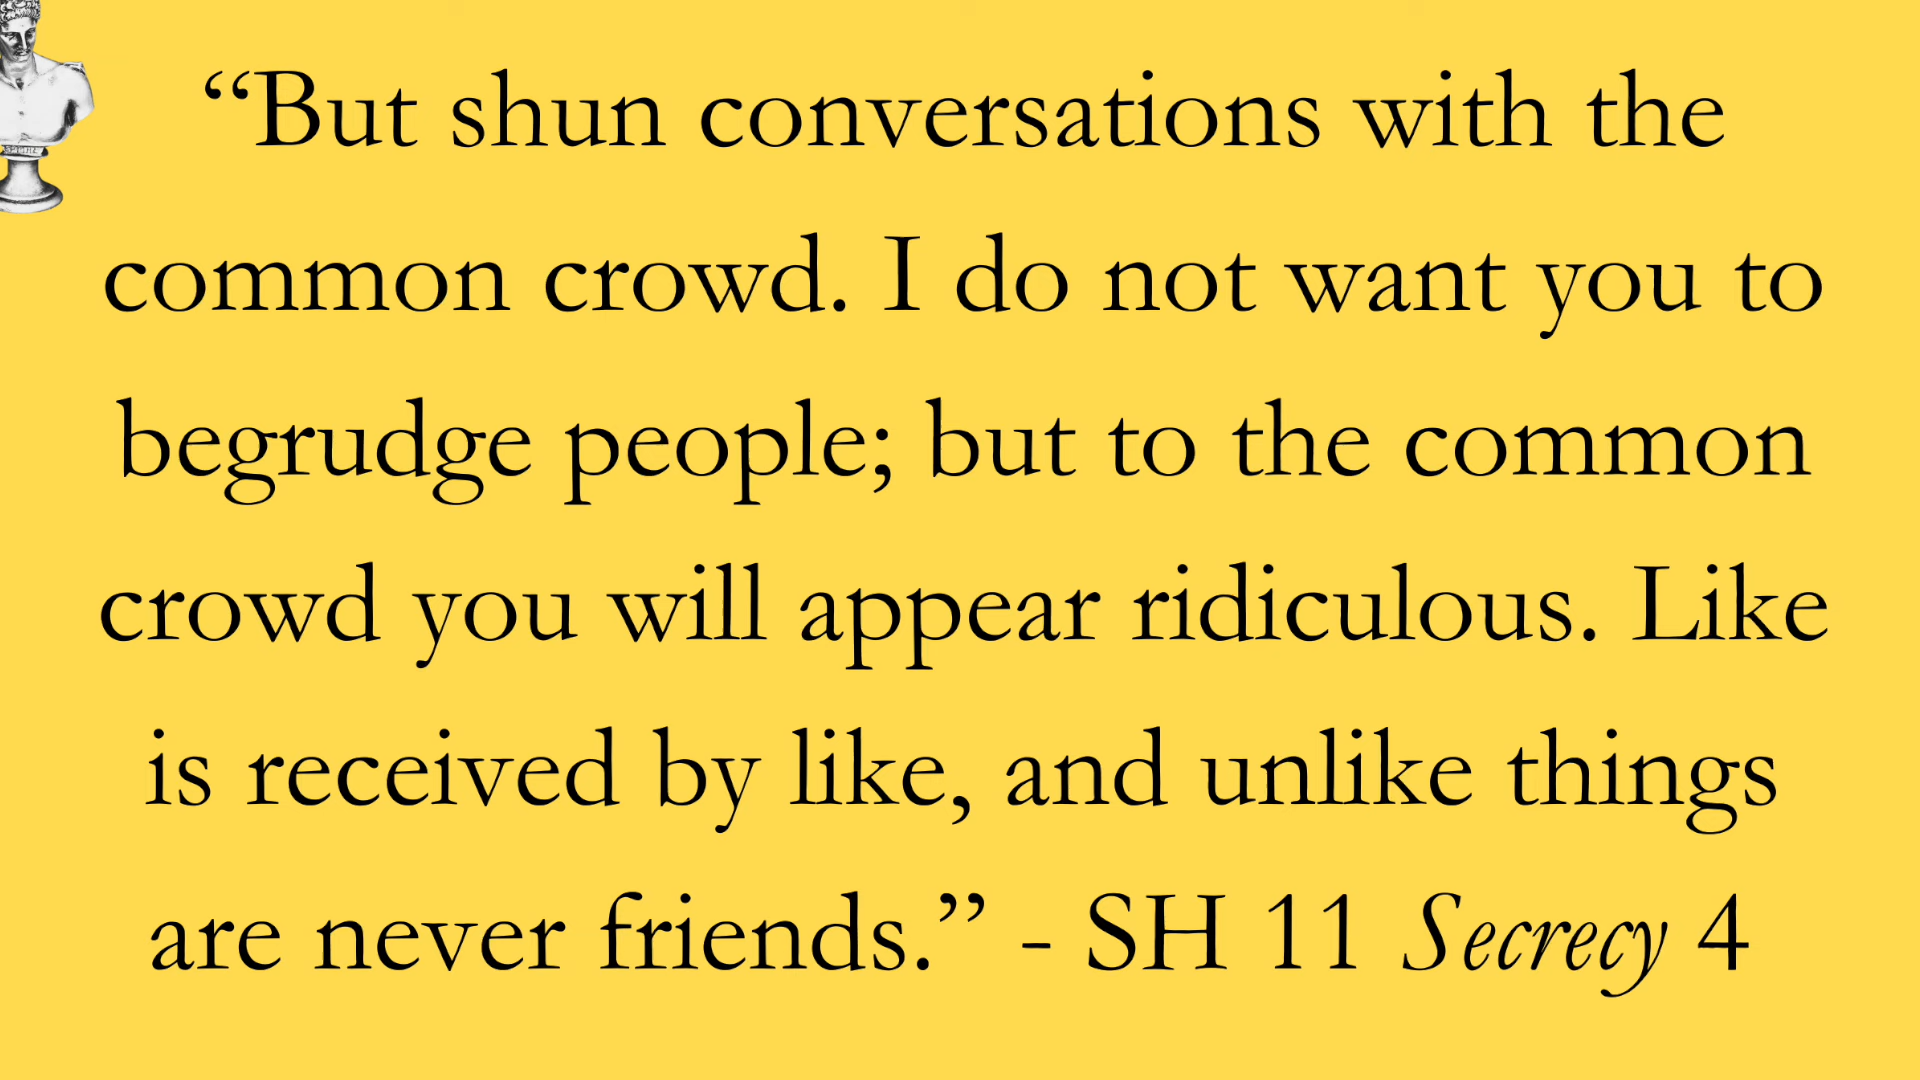 “But shun conversations with the
common crowd. I do not want you to
begrudge people; but to the common
crowd you will appear ridiculous. Like
is received by like, and unlike things
are never friends.” - SH 11 Secrecy 4